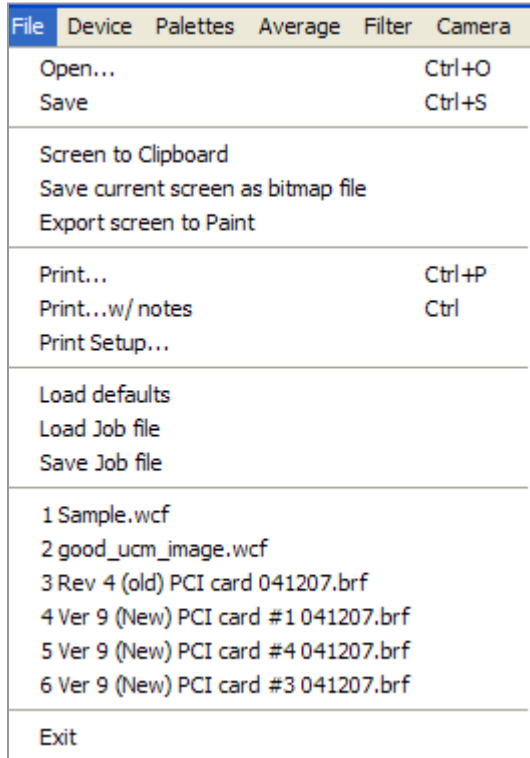 File Device Palettes Average Filter Camera
Open... Ctrl+O
Save Ctrl+S
Screen to Clipboard
Save current screen as bitmap file
Export screen to Paint
Print... Ctrl+P
Print...w/ notes Ctrl
Print Setup...
Load defaults
Load Job file
Save Job file
1 Sample.wcf
2 good_ucm_image.wcf
3 Rev 4 (old) PCI card 041207.brf
4 Ver 9 (New) PCI card #1 041207.brf
5 Ver 9 (New) PCI card #4 041207.brf
6 Ver 9 (New) PCI card #3 041207.brf
Exit